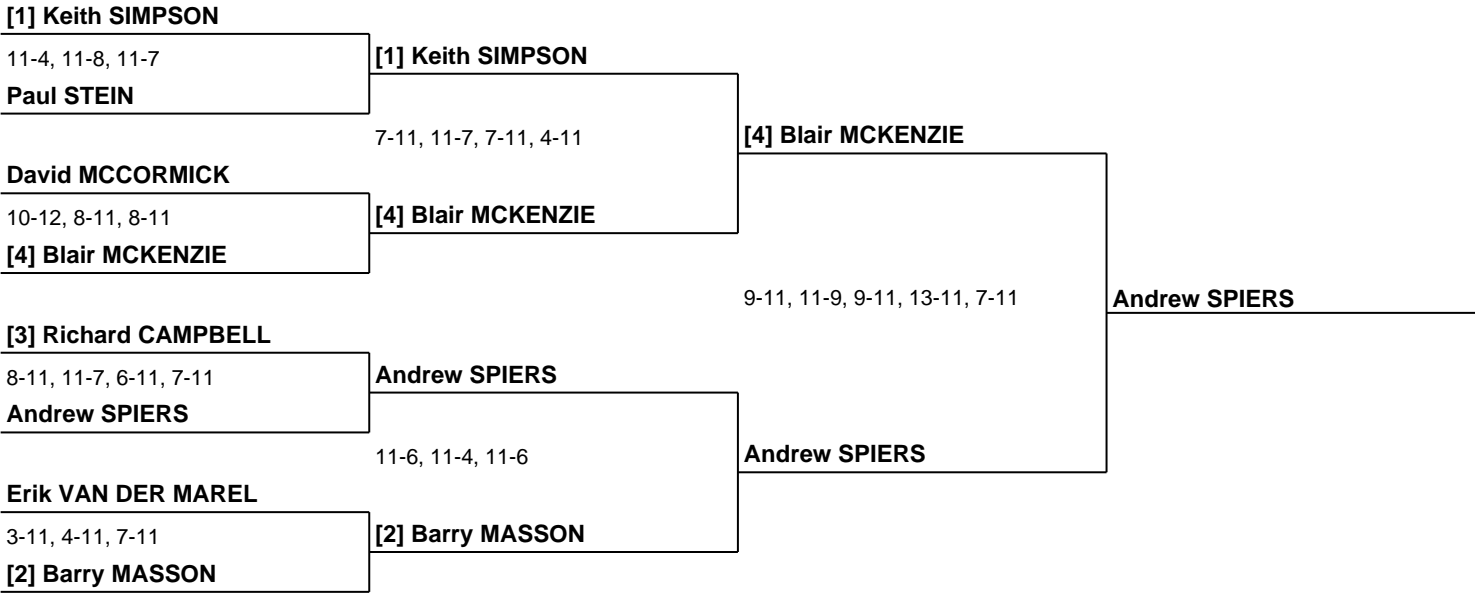 [1] Keith SIMPSON
11-4, 11-8, 11-7
Paul STEIN
David MCCORMICK
10-12, 8-11, 8-11
[4] Blair MCKENZIE
[3] Richard CAMPBELL
8-11, 11-7, 6-11, 7-11
Andrew SPIERS
Erik VAN DER MAREL
3-11, 4-11, 7-11
[2] Barry MASSON
[1] Keith SIMPSON
7-11, 11-7, 7-11, 4-11
[4] Blair MCKENZIE
Andrew SPIERS
11-6, 11-4, 11-6
[2] Barry MASSON
[4] Blair MCKENZIE
9-11, 11-9, 9-11, 13-11, 7-11
Andrew SPIERS
Andrew SPIERS